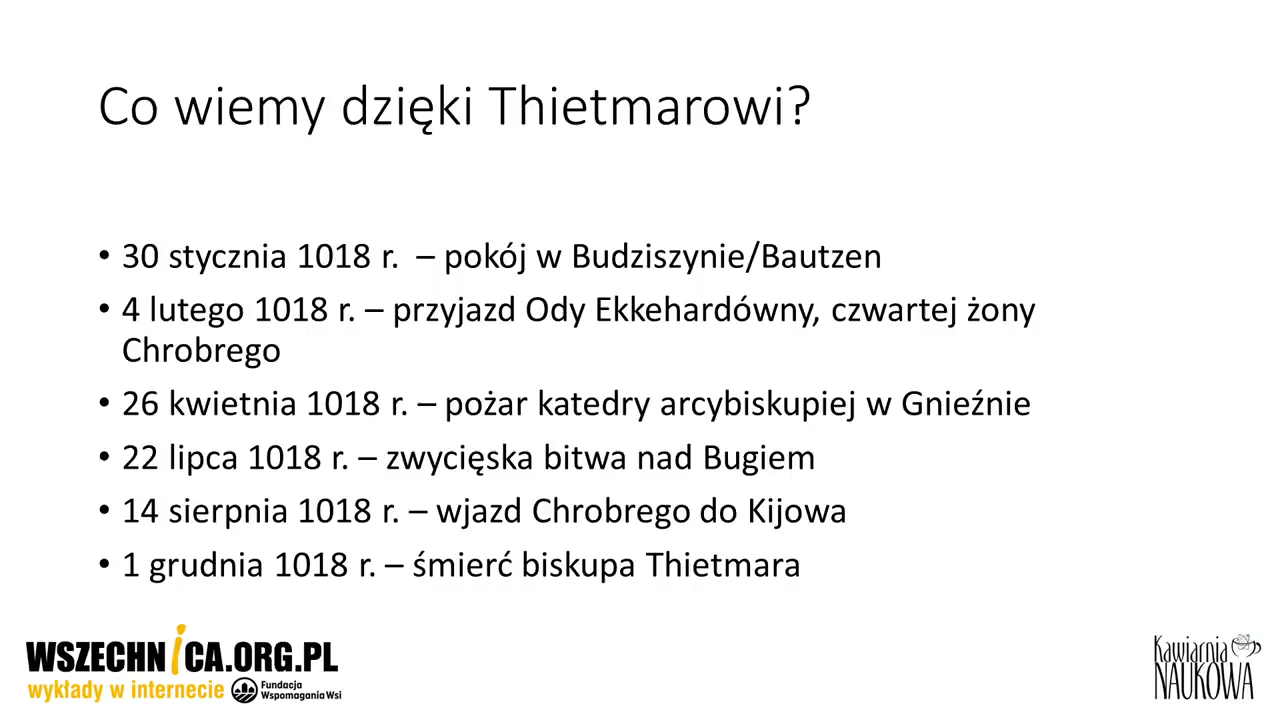 Co wiemy dzięki Thietmarowi?
• 30 stycznia 1018 r.  – pokój w Budziszynie/Bautzen
• 4 lutego 1018 r. – przyjazd Ody Ekkehardówny, czwartej żony
Chrobrego
• 26 kwietnia 1018 r. – pożar katedry arcybiskupiej w Gnieźnie
• 22 lipca 1018 r. – zwycięska bitwa nad Bugiem
• 14 sierpnia 1018 r. – wjazd Chrobrego do Kijowa
• 1 grudnia 1018 r. – śmierć biskupa Thietmara
WSZECHNiCA.ORG.PL
wykłady w internecie
Fundacja
Wspomagania Wsi
Kawiarnia
NAUKOWA